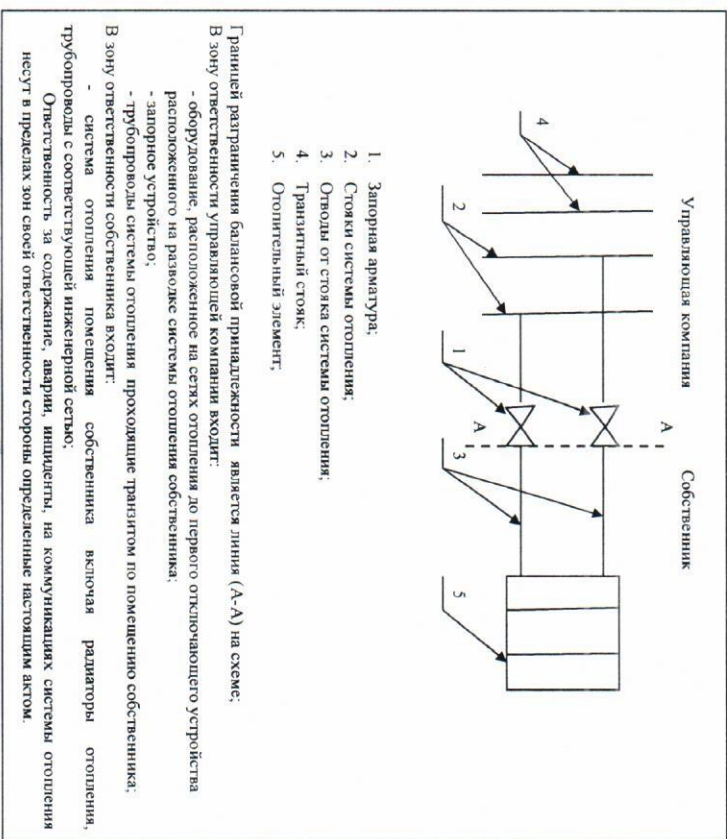 Управляющая компания
Собственник
4
2
1
А
А
3
5
1. Запорная арматура;
2. Стояки системы отопления;
3. Отводы от стояка системы отопления;
4. Транзитный стояк;
5. Отопительный элемент;
Границей разграничения балансовой принадлежности является линия (А-А) на схеме;
В зону ответственности управляющей компании входит:
- оборудование, расположенное на сетях отопления до первого отключающего устройства
расположенного на разводке системы отопления собственника;
- запорное устройство;
- трубопроводы системы отопления проходящие транзитом по помещению собственника;
В зону ответственности собственника входит:
- система отопления помещения собственника включая радиаторы отопления,
трубопроводы с соответствующей инженерной сетью;
Ответственность за содержание, аварии, инциденты, на коммуникациях системы отопления
несут в пределах зон своей ответственности стороны определенные настоящим актом.